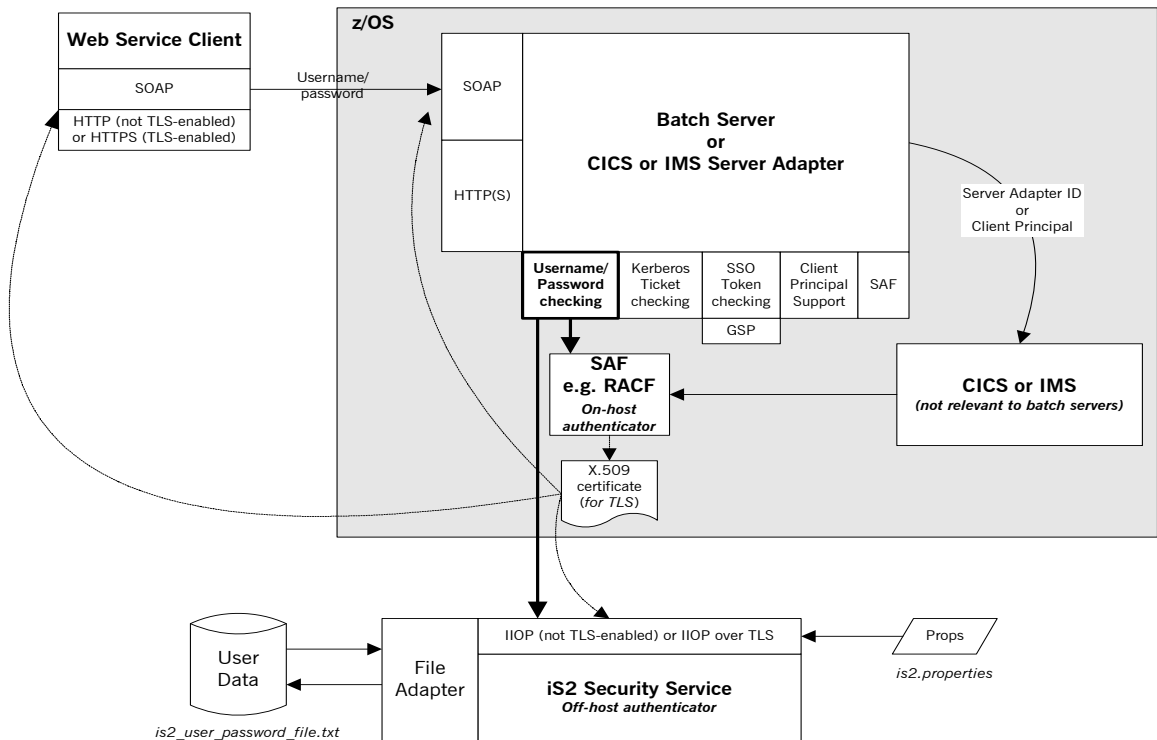 z/OS
Web Service Client
SOAP
HTTP (not TLS-enabled)
or HTTPS (TLS-enabled)
Username/
password
SOAP
HTTP(S)
Batch Server
or
CICS or IMS Server Adapter
Server Adapter ID
or
Client Principal
Username/
Password
checking
Kerberos
Ticket
checking
SSO
Token
checking
Client
Principal
Support
SAF
GSP
SAF
e.g. RACF
On-host
authenticator
CICS or IMS
(not relevant to batch servers)
X.509
certificate
(for TLS)
User
Data
is2_user_password_file.txt
File
Adapter
IIOP (not TLS-enabled) or IIOP over TLS
iS2 Security Service
Off-host authenticator
Props
is2.properties